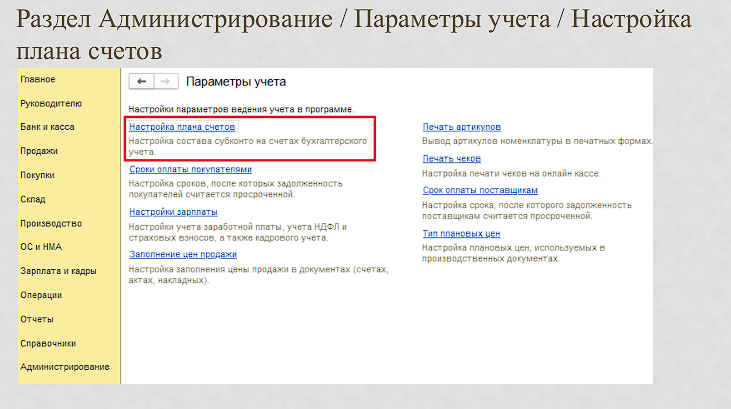 Раздел Администрирование / Параметры учета / Настройка
плана счетов
Главное
Руководителю
Банк и касса
Продажи
Покупки
Склад
Производство
ОС и НМА
Зарплата и кадры
Операции
Отчеты
Справочники
Администрирование
Параметры учета
Настройки параметров ведения учета в программе.
Настройка плана счетов
Настройка состава субконто на счетах бухгалтерского
учета.
Сроки оплаты покупателями
Настройка сроков, после которых задолженность
покупателей считается просроченной.
Настройки зарплаты
Настройки учета заработной платы, учета НДФЛ и
страховых взносов, а также кадрового учета.
Заполнение цен продажи
Настройка заполнения цены продажи в документах (счетах,
актах, накладных).
Печать артикулов
Вывод артикулов номенклатуры в печатных формах.
Печать чеков
Настройка печати чеков на онлайн кассе.
Срок оплаты поставщикам
Настройка срока, после которого задолженность
поставщикам считается просроченной.
Тип плановых цен
Настройка плановых цен, используемых в
производственных документах.